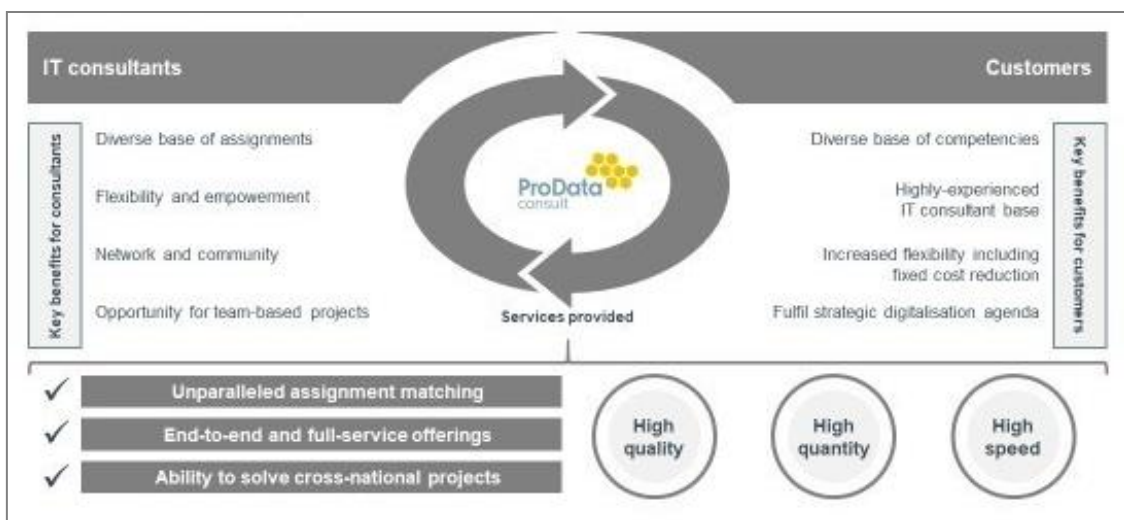 IT consultants
Customers
Key benefits for consultants
Diverse base of assignments
Flexibility and empowerment
Network and community
Opportunity for team-based projects
ProData
consult
Services provided
Diverse base of competencies
Highly-experienced
IT consultant base
Increased flexibility including
fixed cost reduction
Fulfil strategic digitalisation agenda
Key benefits for customers
Unparalleled assignment matching
End-to-end and full-service offerings
Ability to solve cross-national projects
High
quality
High
quantity
High
speed